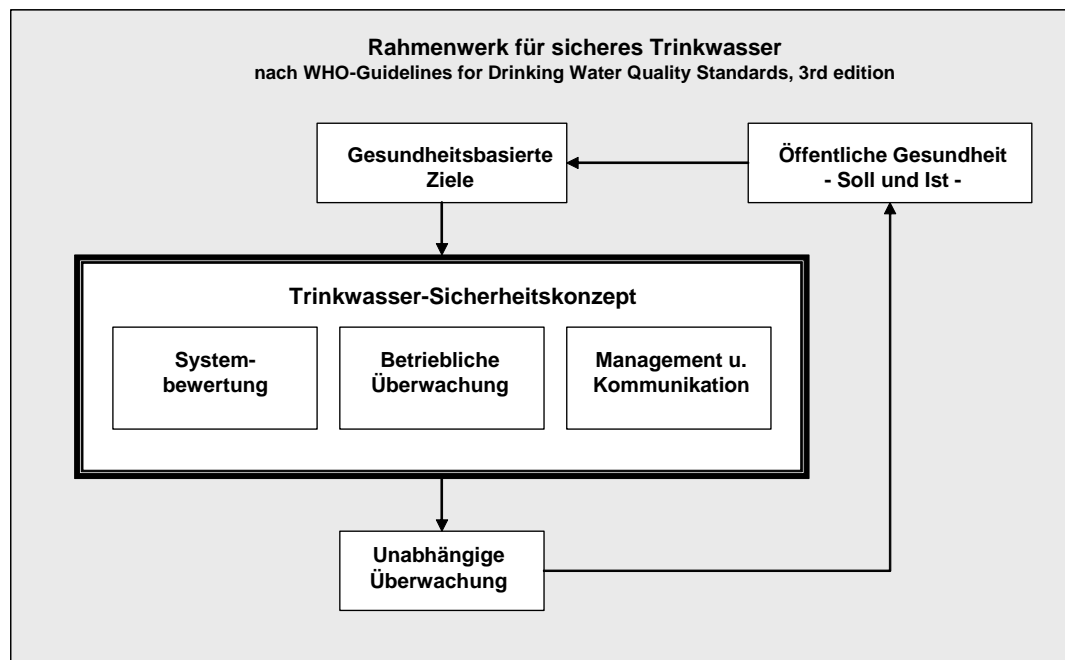 Rahmenwerk für sicheres Trinkwasser
nach WHO-Guidelines for Drinking Water Quality Standards, 3rd edition
Gesundheitsbasierte
Ziele
Öffentliche Gesundheit
- Soll und Ist -
Trinkwasser-Sicherheitskonzept
System-
bewertung
Betriebliche
Überwachung
Management u.
Kommunikation
Unabhängige
Überwachung